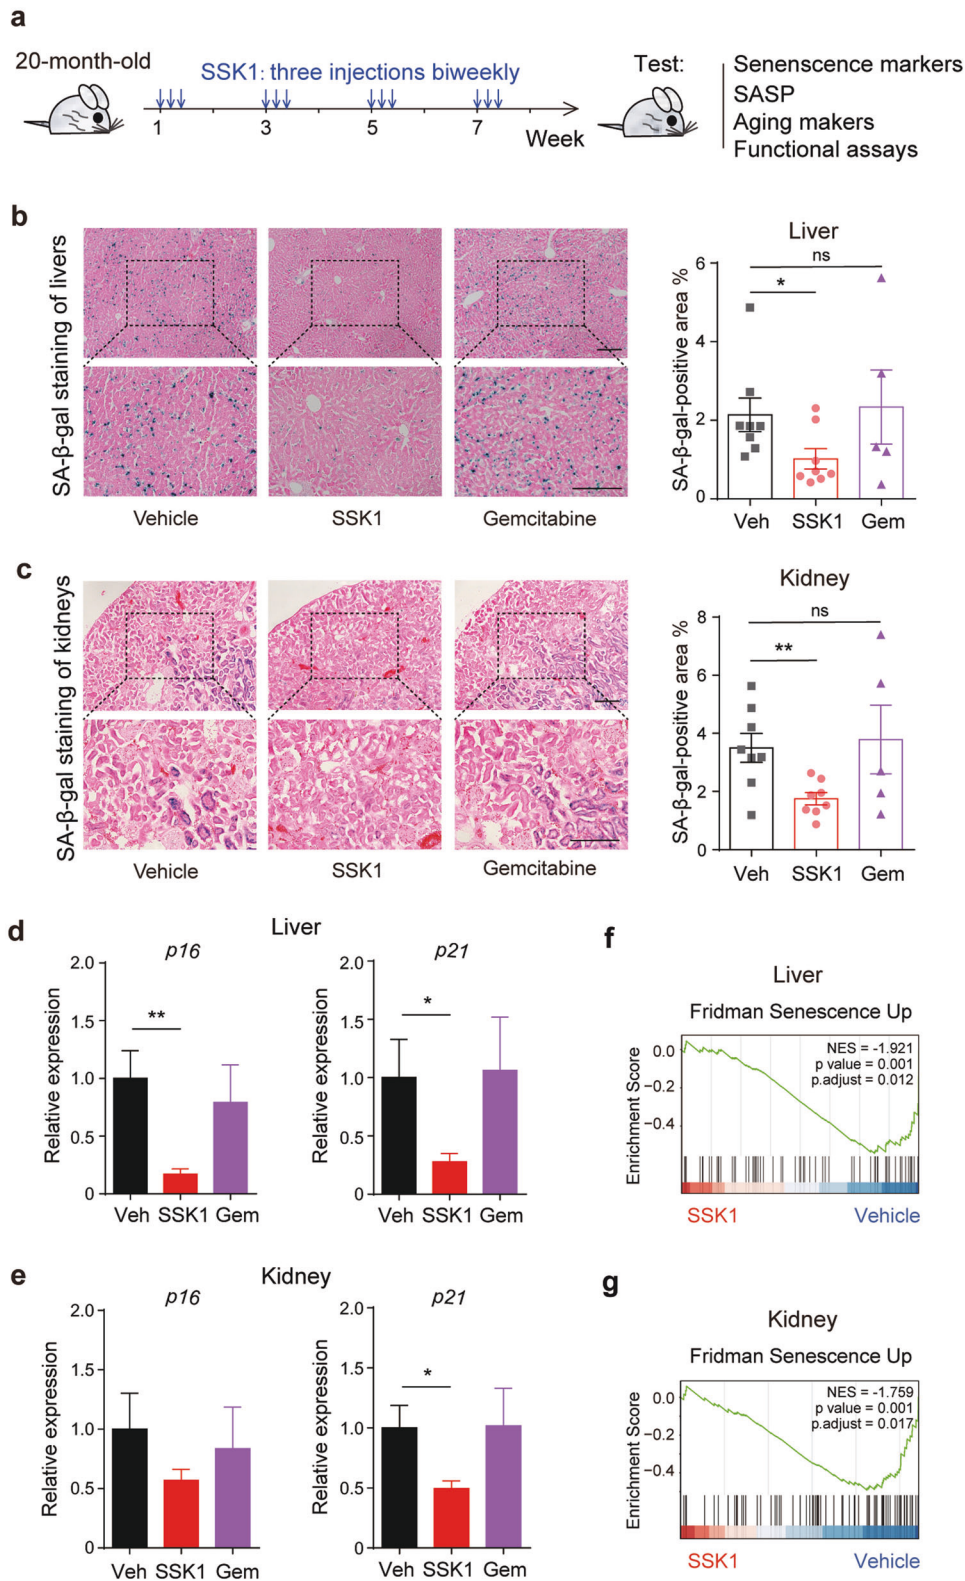 a
20-month-old
SSK1: three injections biweekly
1
3
5
7
Week
Test:
Senenscence markers
SASP
Aging makers
Functional assays
b
SA-β-gal staining of livers
Vehicle
SSK1
Gemcitabine
Liver
SA-β-gal-positive area %
6
4
2
0
ns
*
Veh
SSK1
Gem
c
SA-β-gal staining of kidneys
Vehicle
SSK1
Gemcitabine
Kidney
SA-β-gal-positive area %
8
6
4
2
0
ns
**
Veh
SSK1
Gem
d
Liver
p16
Relative expression
2.0
1.5
1.0
0.5
0
**
Veh SSK1 Gem
p21
Relative expression
2.0
1.5
1.0
0.5
0
*
Veh SSK1 Gem
e
Kidney
p16
Relative expression
2.0
1.5
1.0
0.5
0
Veh SSK1 Gem
p21
Relative expression
2.0
1.5
1.0
0.5
0
*
Veh SSK1 Gem
f
Liver
Fridman Senescence Up
Enrichment Score
0.0
−0.2
−0.4
NES = -1.921
p value = 0.001
p.adjust = 0.012
SSK1
Vehicle
g
Kidney
Fridman Senescence Up
Enrichment Score
0.0
−0.2
−0.4
NES = -1.759
p value = 0.001
p.adjust = 0.017
SSK1
Vehicle